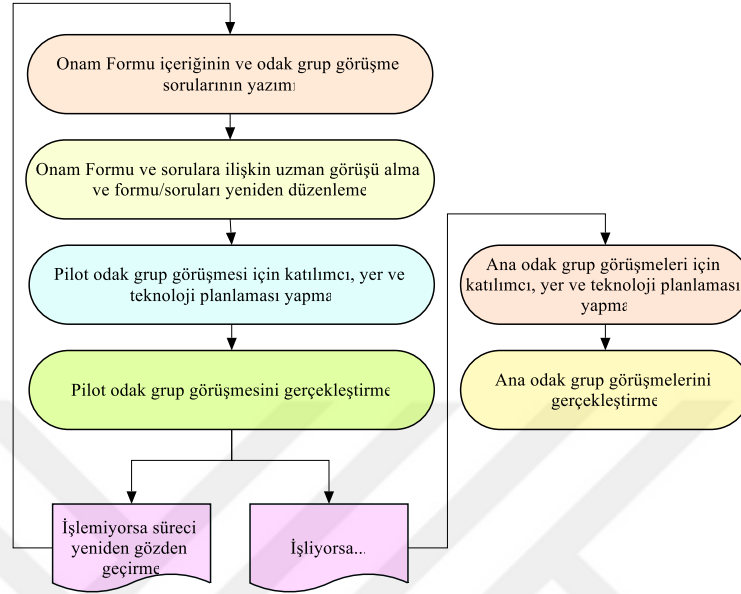 Onam Formu içeriğinin ve odak grup görüşme
sorularının yazımı
Onam Formu ve sorulara ilişkin uzman görüşü alma
ve formu/soruları yeniden düzenleme
Pilot odak grup görüşmesi için katılımcı, yer ve
teknoloji planlaması yapma
Pilot odak grup görüşmesini gerçekleştirme
İşlemiyorsa süreci
yeniden gözden
geçirme
İşliyorsa...
Ana odak grup görüşmeleri için
katılımcı, yer ve teknoloji planlaması
yapma
Ana odak grup görüşmelerini
gerçekleştirme